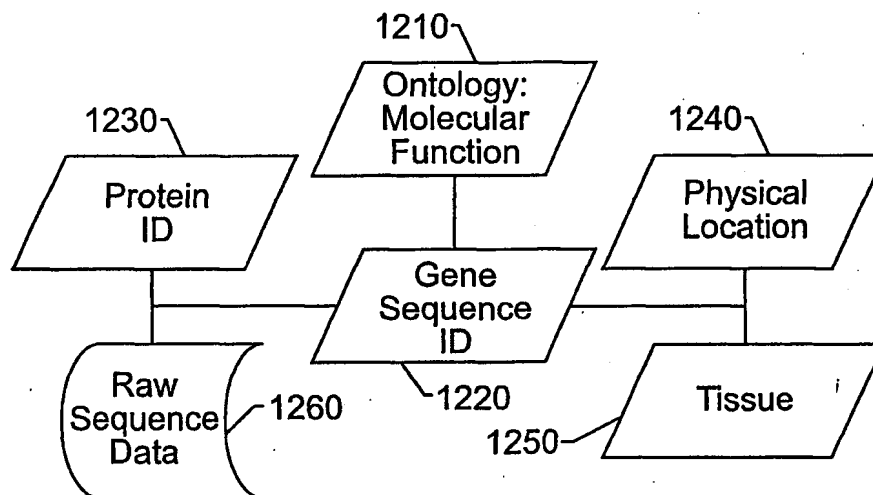 1210
Ontology:
Molecular
Function
1230
Protein
ID
1240
Physical
Location
Gene
Sequence
ID
Raw
Sequence
Data
1260
1220
1250
Tissue